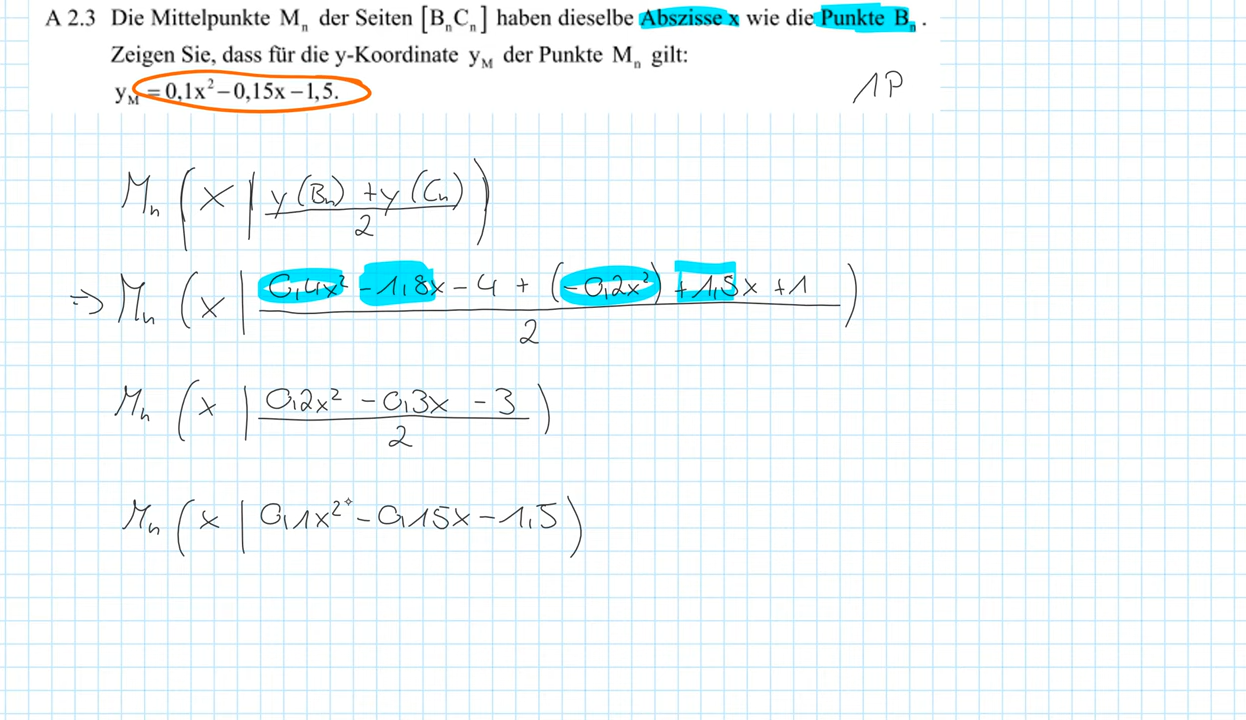 A 2.3 Die Mittelpunkte Mₙ der Seiten [BₙCₙ] haben dieselbe Abszisse x wie die Punkte Bₙ .
Zeigen Sie, dass für die y-Koordinate y_M der Punkte Mₙ gilt:
y_M = 0,1x² – 0,15x – 1,5.
1P
Mₙ ( x | (y(Bₙ) + y(Cₙ))/2 )
=> Mₙ ( x | (0,4x² - 1,8x - 4 + (-0,2x²) + 1,5x + 1)/2 )
Mₙ ( x | (0,2x² - 0,3x - 3)/2 )
Mₙ ( x | 0,1x² - 0,15x - 1,5 )